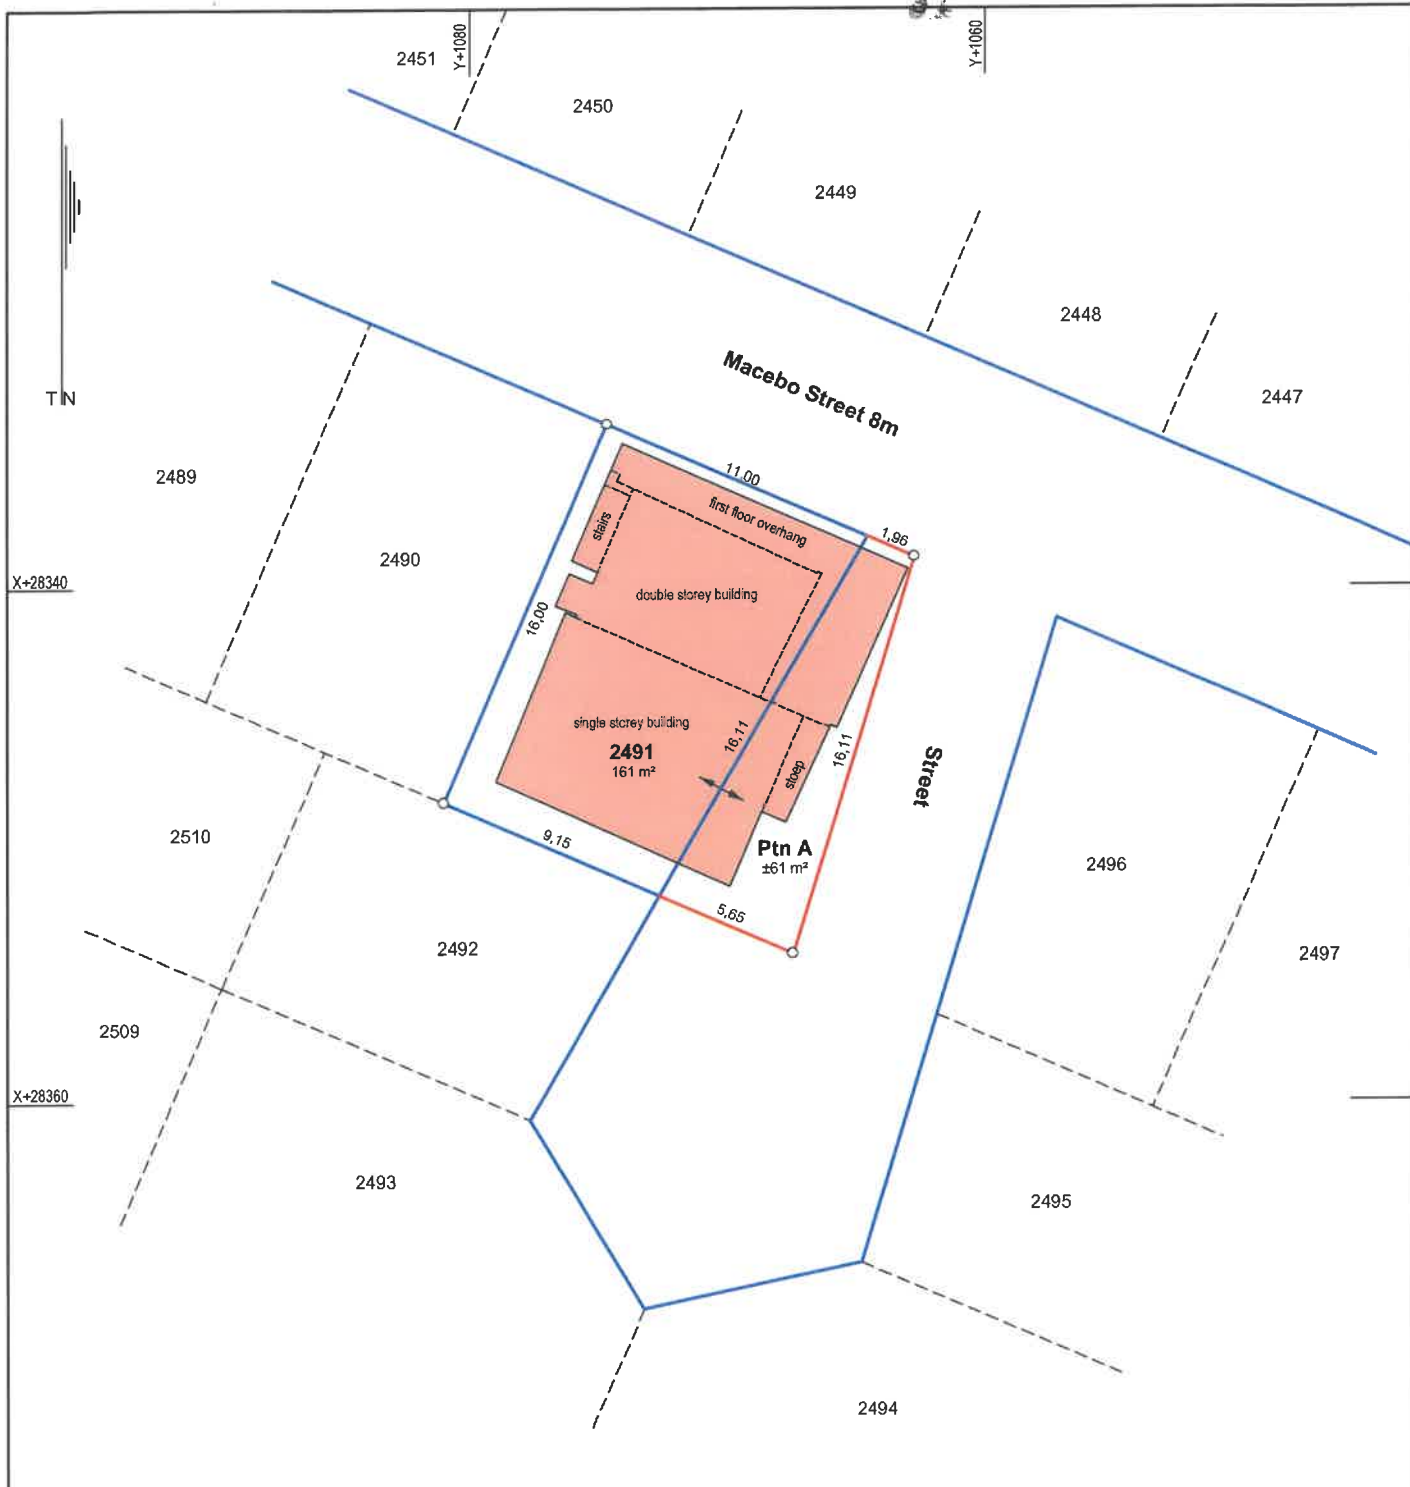 Y+1080
Y+1060
2451
2450
2449
2448
2447
TN
Macebo Street 8m
2489
2490
11,00
1,96
first floor overhang
stairs
X+28340
double storey building
16,00
single storey building
2491
161 m²
16,11
16,11
stoep
Street
9,15
Ptn A
±61 m²
5,65
2510
2492
2496
2497
2509
X+28360
2493
2495
2494